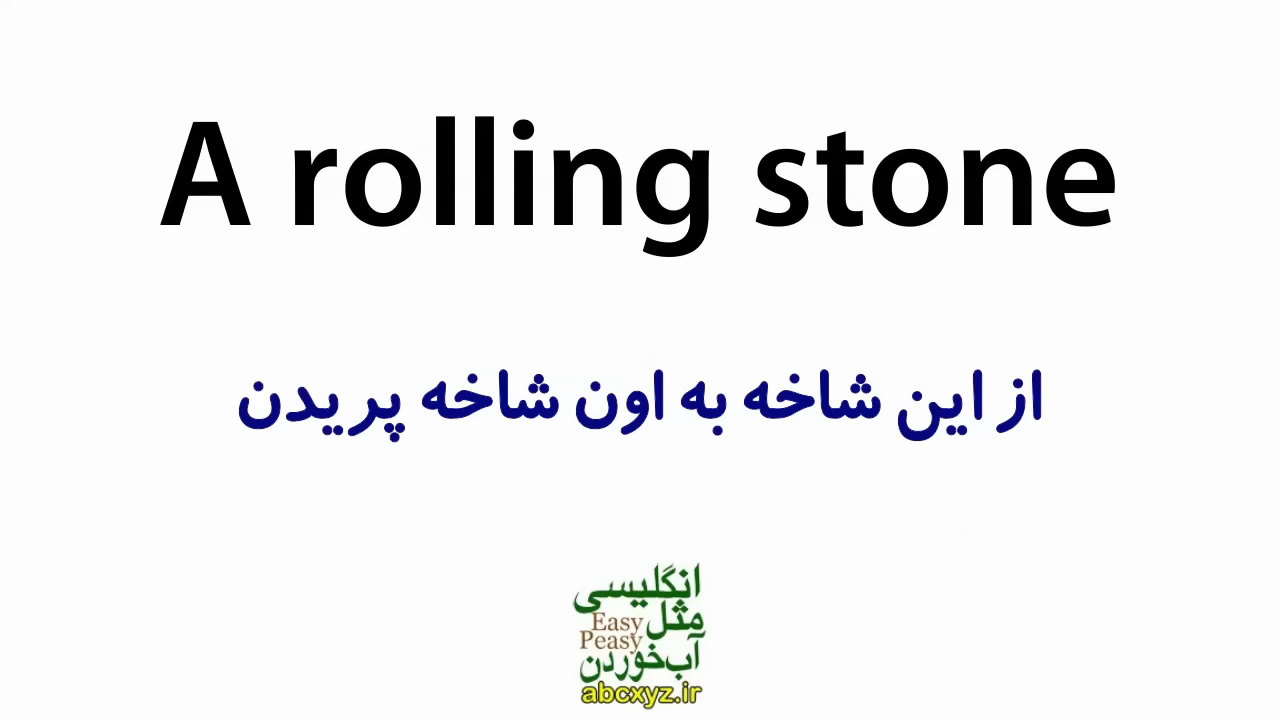 A rolling stone
از این شاخه به اون شاخه پریدن
انگلیسی
مثل Easy
Peasy
آب‌خوردن
abcxyz.ir